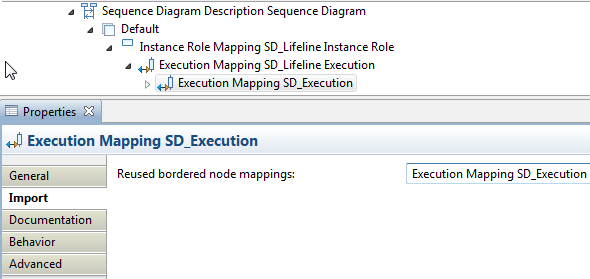 Sequence Diagram Description Sequence Diagram
Default
Instance Role Mapping SD_Lifeline Instance Role
Execution Mapping SD_Lifeline Execution
Execution Mapping SD_Execution
Properties
Execution Mapping SD_Execution
General
Import
Documentation
Behavior
Advanced
Reused bordered node mappings:
Execution Mapping SD_Execution